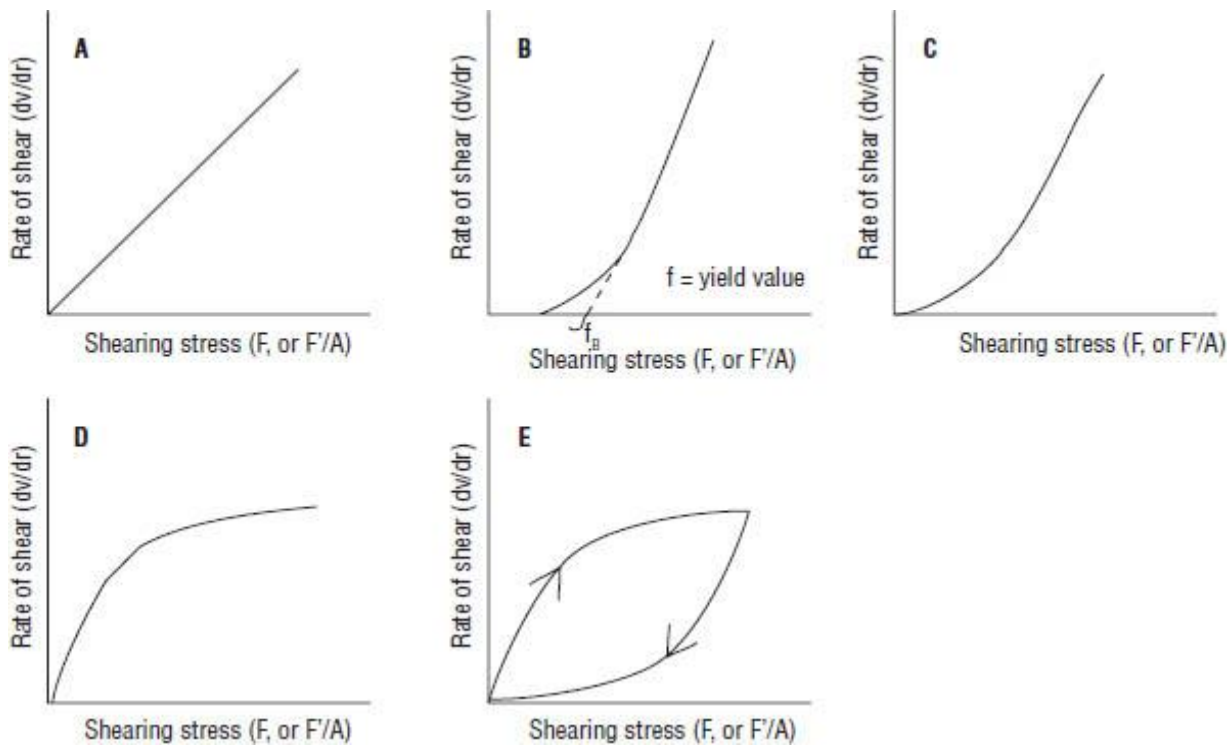 A
Rate of shear (dv/dr)
Shearing stress (F, or F'/A)
B
Rate of shear (dv/dr)
f = yield value
fB
Shearing stress (F, or F'/A)
C
Rate of shear (dv/dr)
Shearing stress (F, or F'/A)
D
Rate of shear (dv/dr)
Shearing stress (F, or F'/A)
E
Rate of shear (dv/dr)
Shearing stress (F, or F'/A)